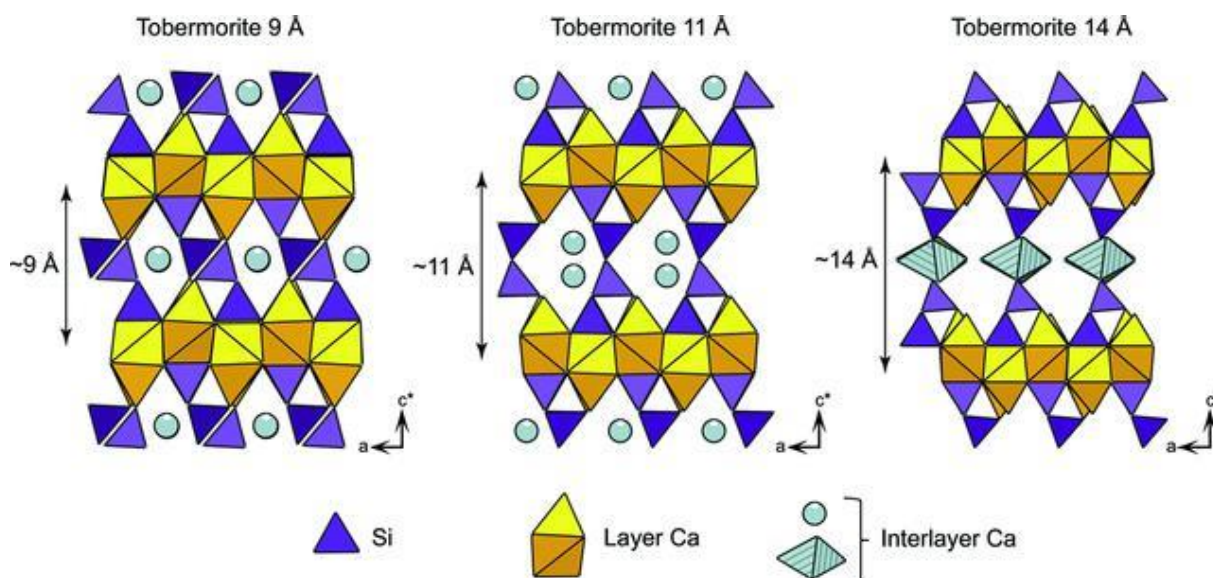 Tobermorite 9 Å
Tobermorite 11 Å
Tobermorite 14 Å
~9 Å
~11 Å
~14 Å
c*
a
c*
a
c
a
Si
Layer Ca
Interlayer Ca